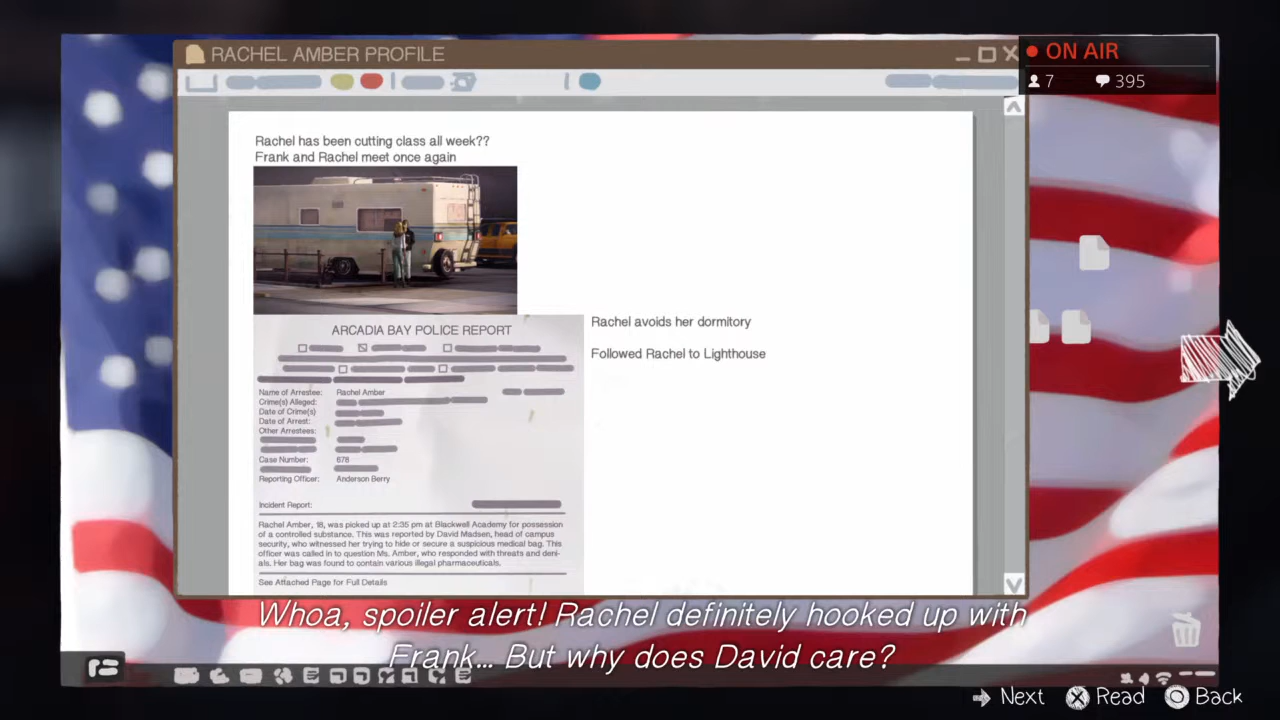 RACHEL AMBER PROFILE
ON AIR
7 395
Rachel has been cutting class all week??
Frank and Rachel meet once again
Rachel avoids her dormitory
Followed Rachel to Lighthouse
ARCADIA BAY POLICE REPORT
Name of Arrestee: Rachel Amber
Crime(s) Alleged:
Date of Crime(s)
Date of Arrest:
Other Arrestees:
Case Number: 678
Reporting Officer: Anderson Berry
Incident Report:
Rachel Amber, 18, was picked up at 2:35 pm at Blackwell Academy for possession
of a controlled substance. This was reported by David Madsen, head of campus
security, who witnessed her trying to hide or secure a suspicious medical bag. This
officer was called in to question Ms. Amber, who responded with threats and deni-
als. Her bag was found to contain various illegal pharmaceuticals.
See Attached Page for Full Details
Whoa, spoiler alert! Rachel definitely hooked up with
Frank... But why does David care?
Next Read Back